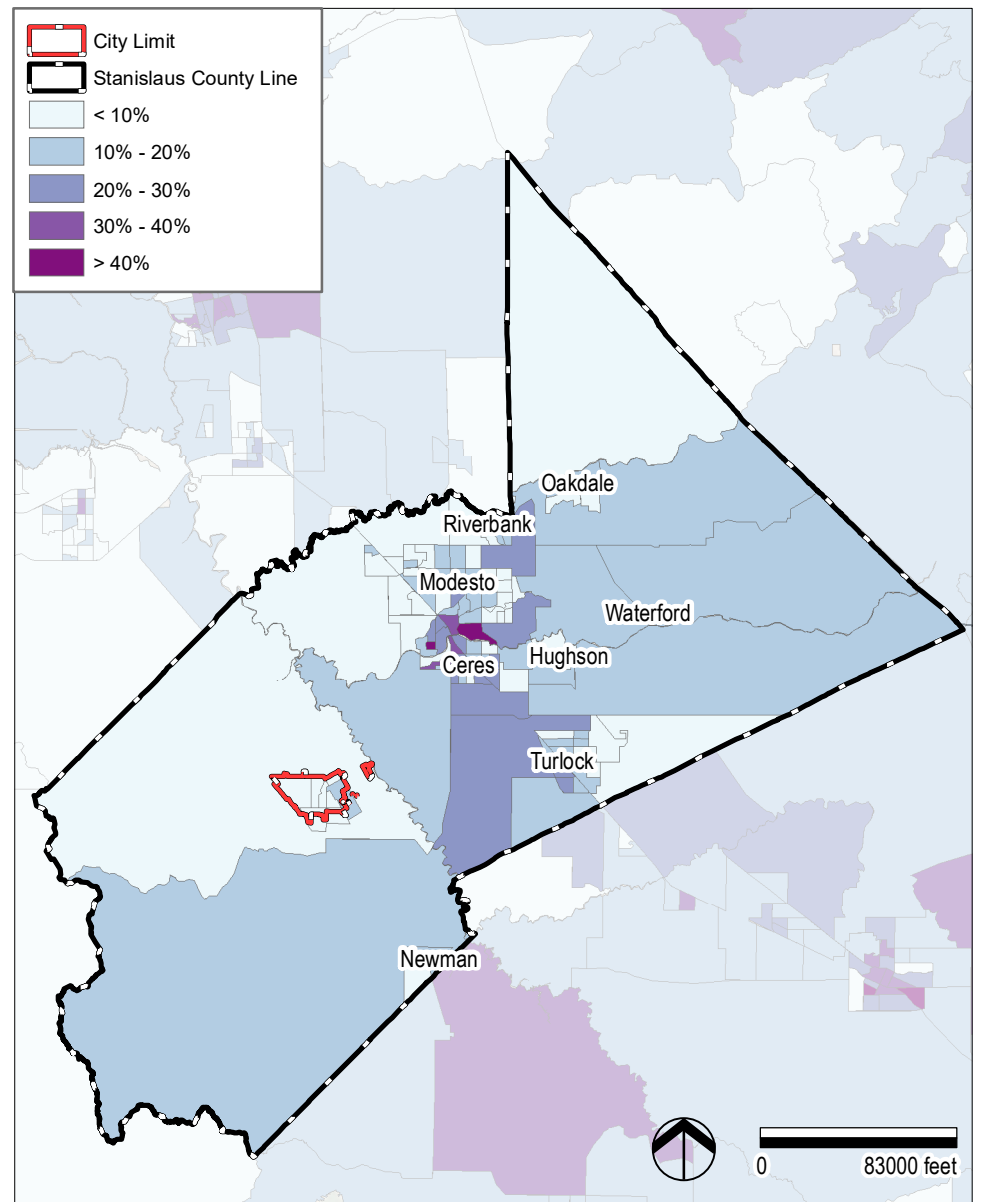 City Limit
Stanislaus County Line
< 10%
10% - 20%
20% - 30%
30% - 40%
> 40%
Oakdale
Riverbank
Modesto
Waterford
Hughson
Ceres
Turlock
Newman
0
83000 feet